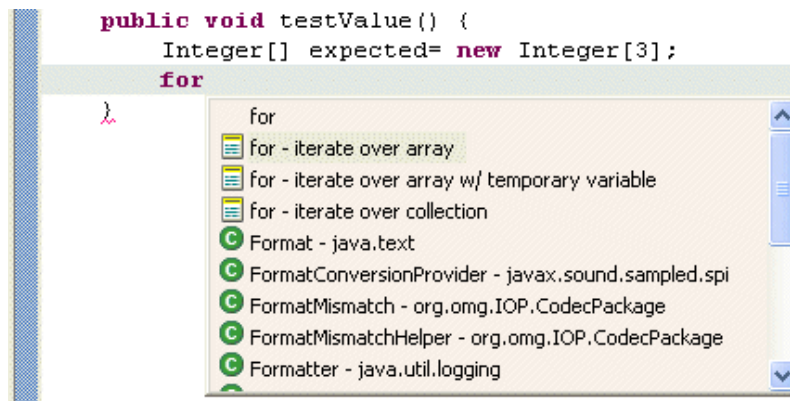 public void testValue() {
Integer[] expected= new Integer[3];
for
}
for
for - iterate over array
for - iterate over array w/ temporary variable
for - iterate over collection
C Format - java.text
C FormatConversionProvider - javax.sound.sampled.spi
C FormatMismatch - org.omg.IOP.CodecPackage
C FormatMismatchHelper - org.omg.IOP.CodecPackage
C Formatter - java.util.logging